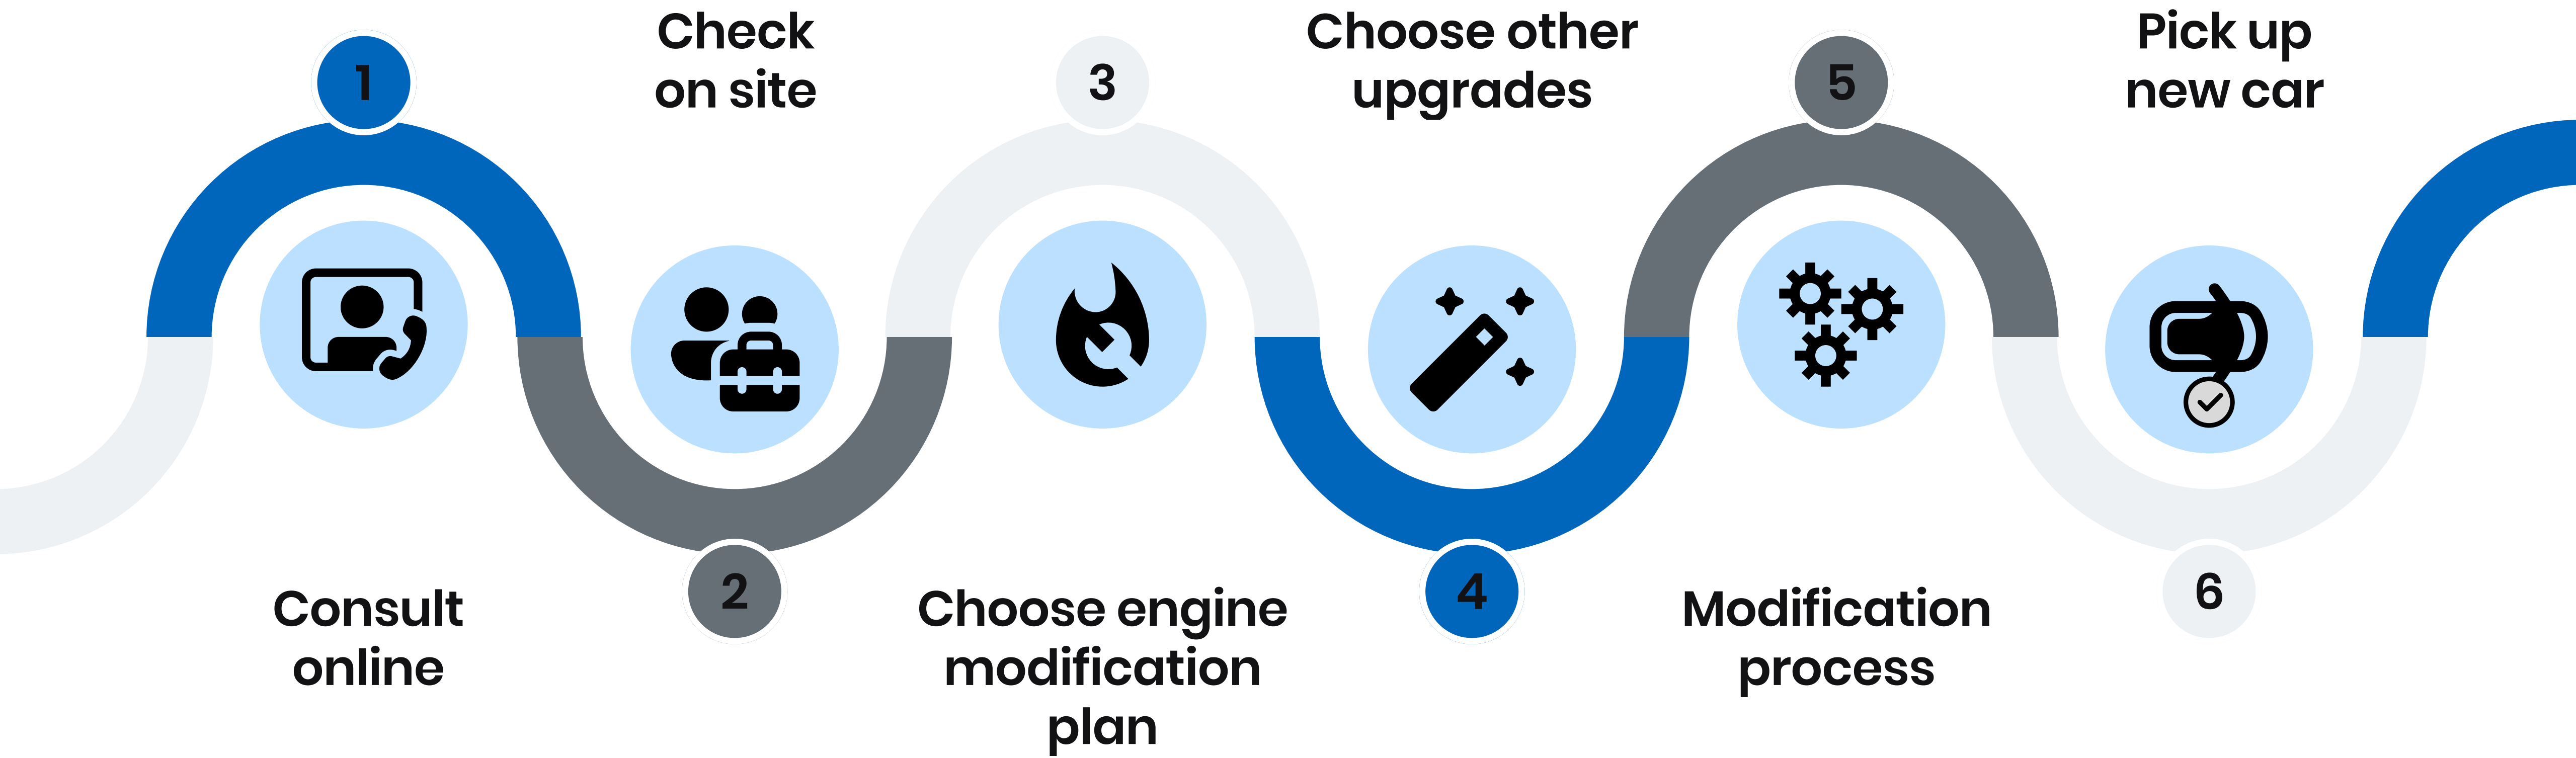 1
Consult
online
Check
on site
2
3
Choose engine
modification
plan
Choose other
upgrades
4
5
Modification
process
Pick up
new car
6